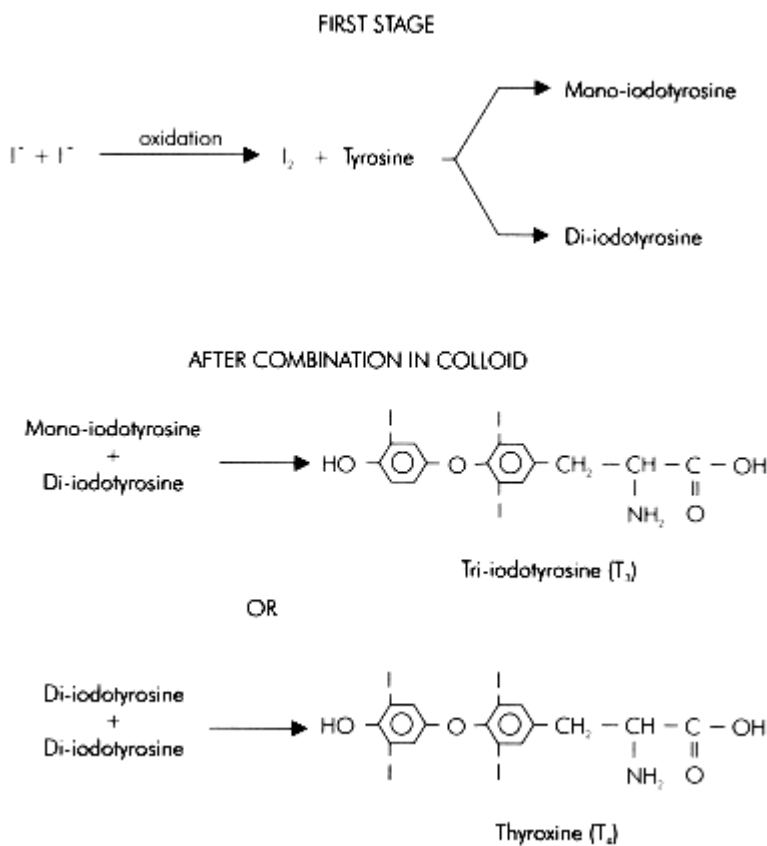 FIRST STAGE
Mono-iodotyrosine
oxidation
I⁻ + I⁻ I₂ + Tyrosine
Di-iodotyrosine
AFTER COMBINATION IN COLLOID
Mono-iodotyrosine
+
Di-iodotyrosine
I I
HO O CH₂ CH C OH
I NH₂ O
Tri-iodotyrosine (T₃)
OR
Di-iodotyrosine
+
Di-iodotyrosine
I I
HO O CH₂ CH C OH
I I NH₂ O
Thyroxine (T₄)